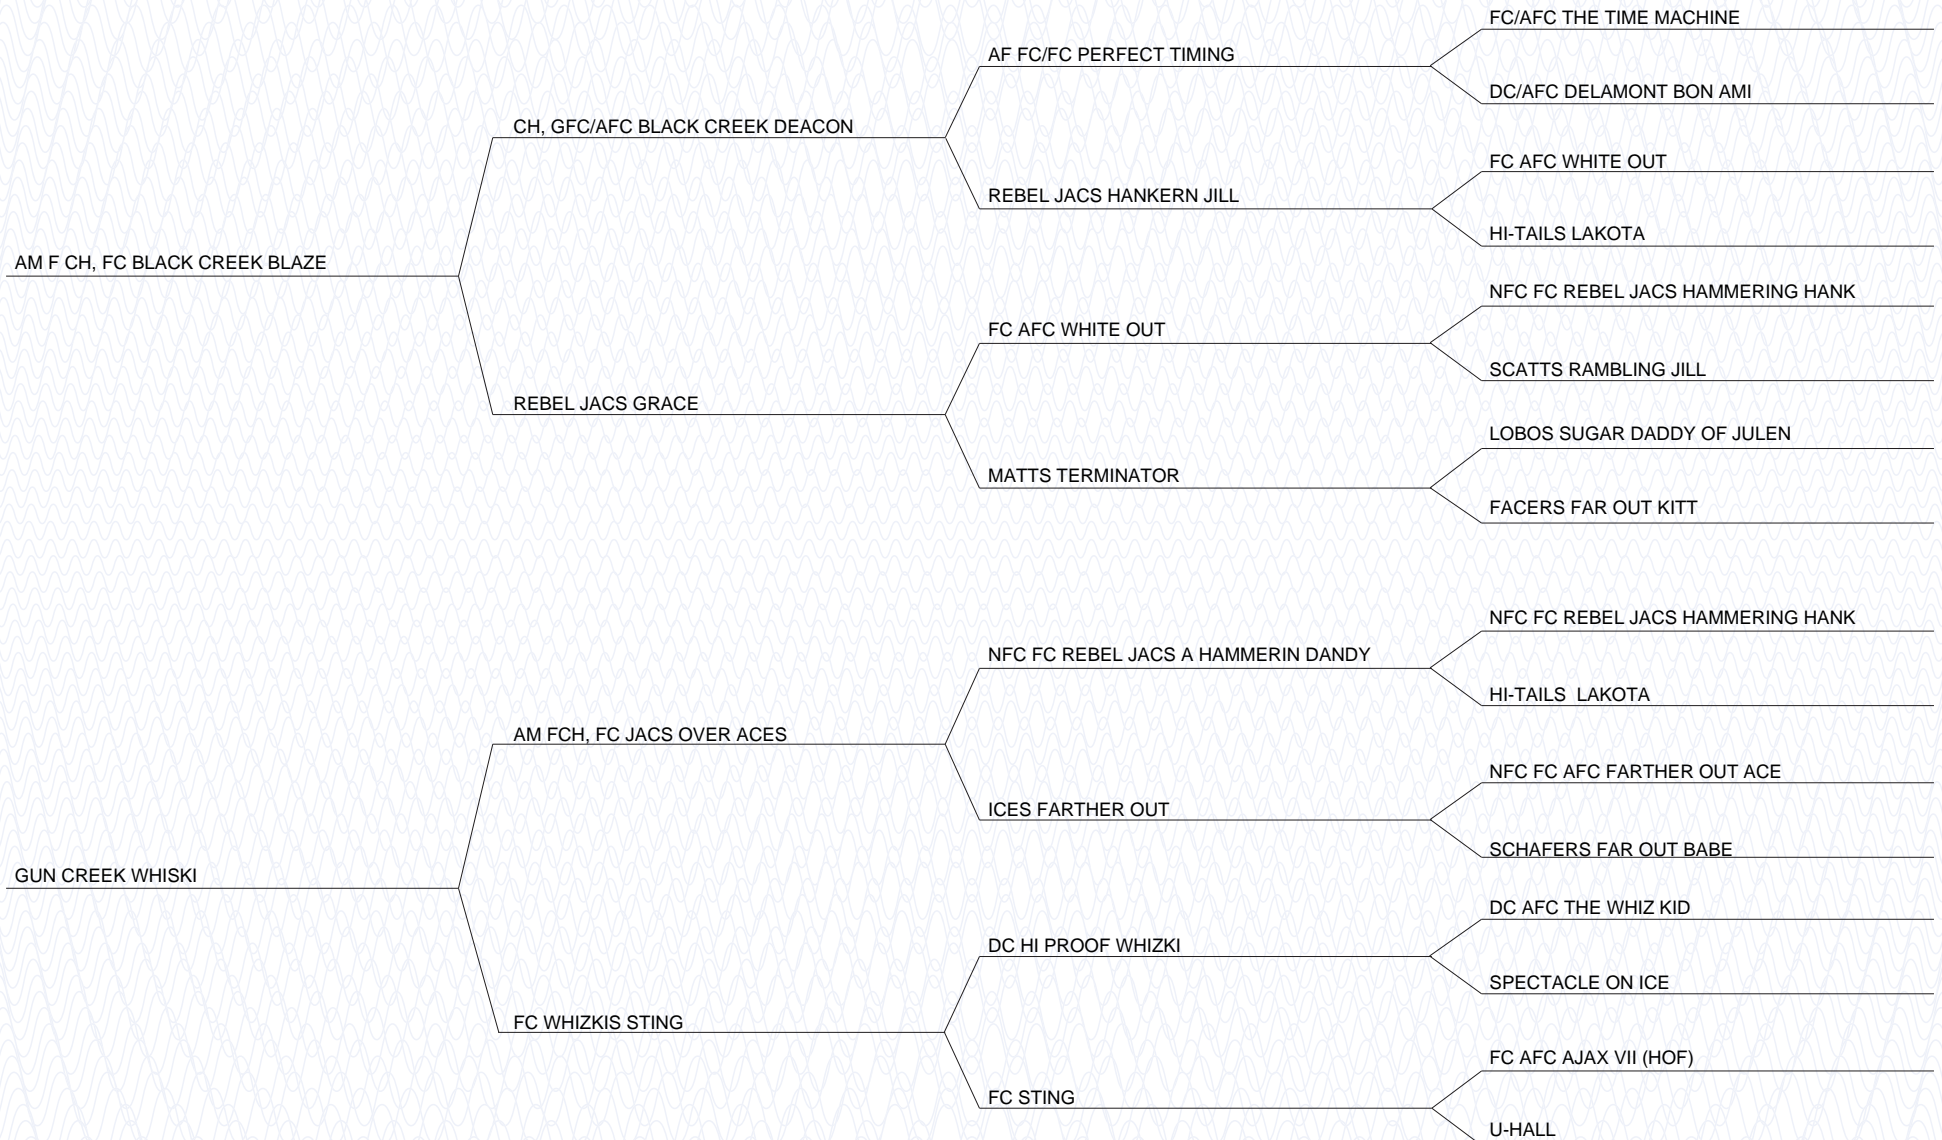 FC/AFC THE TIME MACHINE
AF FC/FC PERFECT TIMING
DC/AFC DELAMONT BON AMI
CH, GFC/AFC BLACK CREEK DEACON
FC AFC WHITE OUT
REBEL JACS HANKERN JILL
HI-TAILS LAKOTA
AM F CH, FC BLACK CREEK BLAZE
NFC FC REBEL JACS HAMMERING HANK
FC AFC WHITE OUT
SCATTS RAMBLING JILL
REBEL JACS GRACE
LOBOS SUGAR DADDY OF JULEN
MATTS TERMINATOR
FACERS FAR OUT KITT
NFC FC REBEL JACS HAMMERING HANK
NFC FC REBEL JACS A HAMMERIN DANDY
HI-TAILS  LAKOTA
AM FCH, FC JACS OVER ACES
NFC FC AFC FARTHER OUT ACE
ICES FARTHER OUT
SCHAFERS FAR OUT BABE
GUN CREEK WHISKI
DC AFC THE WHIZ KID
DC HI PROOF WHIZKI
SPECTACLE ON ICE
FC WHIZKIS STING
FC AFC AJAX VII (HOF)
FC STING
U-HALL